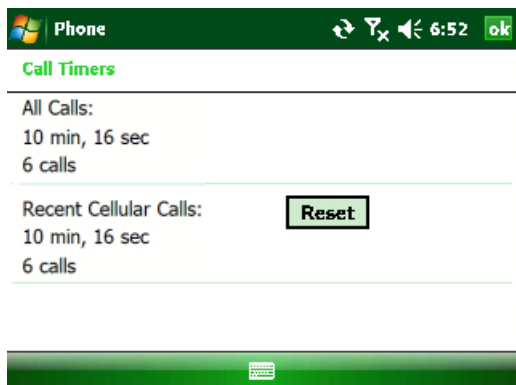 Phone 6:52 ok
Call Timers
All Calls:
10 min, 16 sec
6 calls
Recent Cellular Calls: Reset
10 min, 16 sec
6 calls